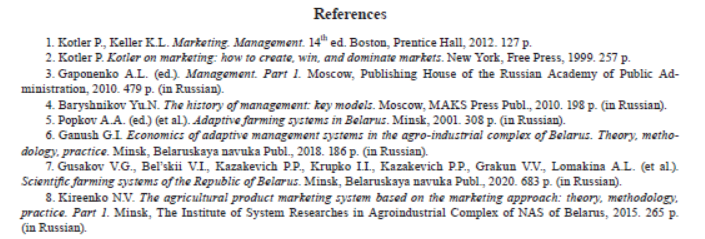 References
1. Kotler P., Keller K.L. Marketing. Management. 14th ed. Boston, Prentice Hall, 2012. 127 p.
2. Kotler P. Kotler on marketing: how to create, win, and dominate markets. New York, Free Press, 1999. 257 p.
3. Gaponenko A.L. (ed.). Management. Part 1. Moscow, Publishing House of the Russian Academy of Public Ad-
ministration, 2010. 479 p. (in Russian).
4. Baryshnikov Yu.N. The history of management: key models. Moscow, MAKS Press Publ., 2010. 198 p. (in Russian).
5. Popkov A.A. (ed.) (et al.). Adaptive farming systems in Belarus. Minsk, 2001. 308 p. (in Russian).
6. Ganush G.I. Economics of adaptive management systems in the agro-industrial complex of Belarus. Theory, metho-
dology, practice. Minsk, Belaruskaya navuka Publ., 2018. 186 p. (in Russian).
7. Gusakov V.G., Bel'skii V.I., Kazakevich P.P., Krupko I.I., Kazakevich P.P., Grakun V.V., Lomakina A.L. (et al.).
Scientific farming systems of the Republic of Belarus. Minsk, Belaruskaya navuka Publ., 2020. 683 p. (in Russian).
8. Kireenko N.V. The agricultural product marketing system based on the marketing approach: theory, methodology,
practice. Part 1. Minsk, The Institute of System Researches in Agroindustrial Complex of NAS of Belarus, 2015. 265 p.
(in Russian).